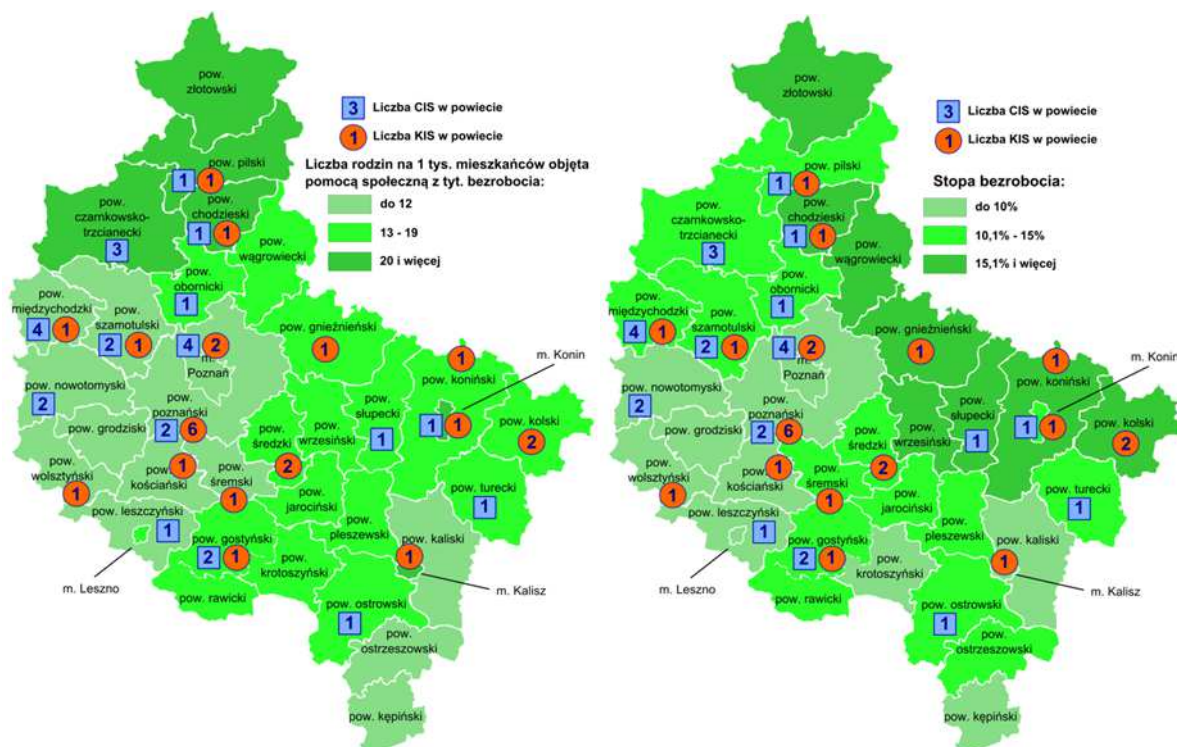 pow.
złotowski
3
Liczba CIS w powiecie
1
Liczba KIS w powiecie
Liczba rodzin na 1 tys. mieszkańców objęta
pomocą społeczną z tyt. bezrobocia:
do 12
13 - 19
20 i więcej
pow. pilski
1
1
pow.
chodzieski
1
1
pow.
czarnkowsko-
trzcianecki
3
pow.
wągrowiecki
pow.
obornicki
1
pow.
międzychodzki
4
1
pow.
szamotulski
2
1
4
2
m.
Poznań
pow. gnieźnieński
1
1
pow. koniński
m. Konin
1
1
pow. nowotomyski
2
pow.
poznański
2
6
pow.
słupecki
1
pow. kolski
2
pow. grodziski
pow.
średzki
2
pow.
wrzesiński
pow.
wolsztyński
1
1
pow.
kościański
pow.
śremski
1
pow. turecki
1
pow. leszczyński
1
pow.
jarociński
pow.
pleszewski
m. Leszno
pow. gostyński
2
1
pow.
krotoszyński
pow. kaliski
1
m. Kalisz
pow. rawicki
pow. ostrowski
1
pow.
ostrzeszowski
pow. kępiński
pow.
złotowski
3
Liczba CIS w powiecie
1
Liczba KIS w powiecie
Stopa bezrobocia:
do 10%
10,1% - 15%
15,1% i więcej
pow. pilski
1
1
pow.
chodzieski
1
1
pow.
czarnkowsko-
trzcianecki
3
pow.
wągrowiecki
pow.
obornicki
1
pow.
międzychodzki
4
1
pow.
szamotulski
2
1
4
2
m.
Poznań
pow. gnieźnieński
1
1
pow. koniński
m. Konin
1
1
pow. nowotomyski
2
pow.
poznański
2
6
pow.
słupecki
1
pow. kolski
2
pow. grodziski
pow.
średzki
2
pow.
wrzesiński
pow.
wolsztyński
1
1
pow.
kościański
pow.
śremski
1
pow. turecki
1
pow. leszczyński
1
pow.
jarociński
pow.
pleszewski
m. Leszno
pow. gostyński
2
1
pow.
krotoszyński
pow. kaliski
1
m. Kalisz
pow. rawicki
pow. ostrowski
1
pow.
ostrzeszowski
pow. kępiński